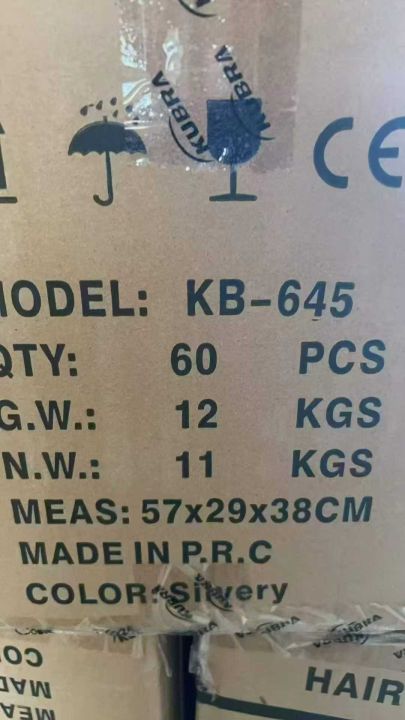 KUBRA
KUBRA
CE
MODEL: KB-645
QTY: 60 PCS
G.W.: 12 KGS
N.W.: 11 KGS
MEAS: 57x29x38CM
MADE IN P.R.C
COLOR: Silvery
KUBRA
KUBRA
HAIR